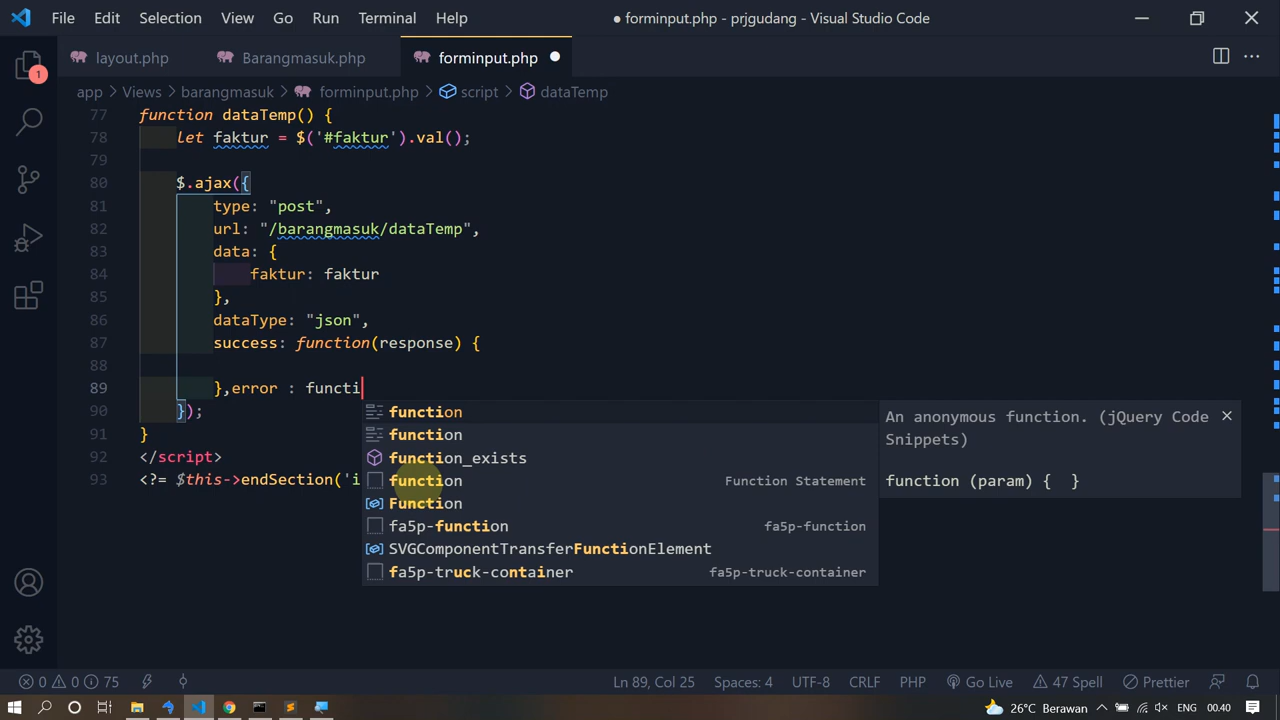 File Edit Selection View Go Run Terminal Help
● forminput.php - prjgudang - Visual Studio Code
layout.php Barangmasuk.php forminput.php ●
1
app > Views > barangmasuk > forminput.php > script > dataTemp
77 function dataTemp() {
78 let faktur = $('#faktur').val();
79
80 $.ajax({
81 type: "post",
82 url: "/barangmasuk/dataTemp",
83 data: {
84 faktur: faktur
85 },
86 dataType: "json",
87 success: function(response) {
88
89 },error : functi
90 });
91 }
92 </script>
93 <?= $this->endSection('i
function
function
function_exists
function Function Statement
Function
fa5p-function fa5p-function
SVGComponentTransferFunctionElement
fa5p-truck-container fa5p-truck-container
An anonymous function. (jQuery Code
Snippets)
function (param) { }
0 0 75 Ln 89, Col 25 Spaces: 4 UTF-8 CRLF PHP Go Live 47 Spell Prettier
26°C Berawan ENG 00.40